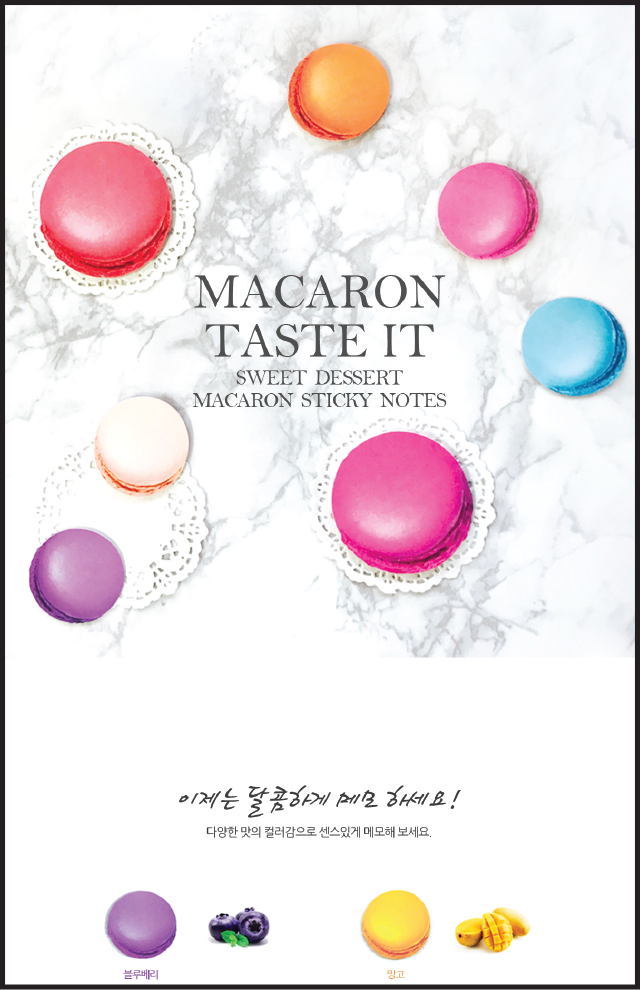 MACARON
TASTE IT
SWEET DESSERT
MACARON STICKY NOTES
이제는 달콤하게 메모 하세요!
다양한 맛의 컬러감으로 센스있게 메모해 보세요.
블루베리
망고